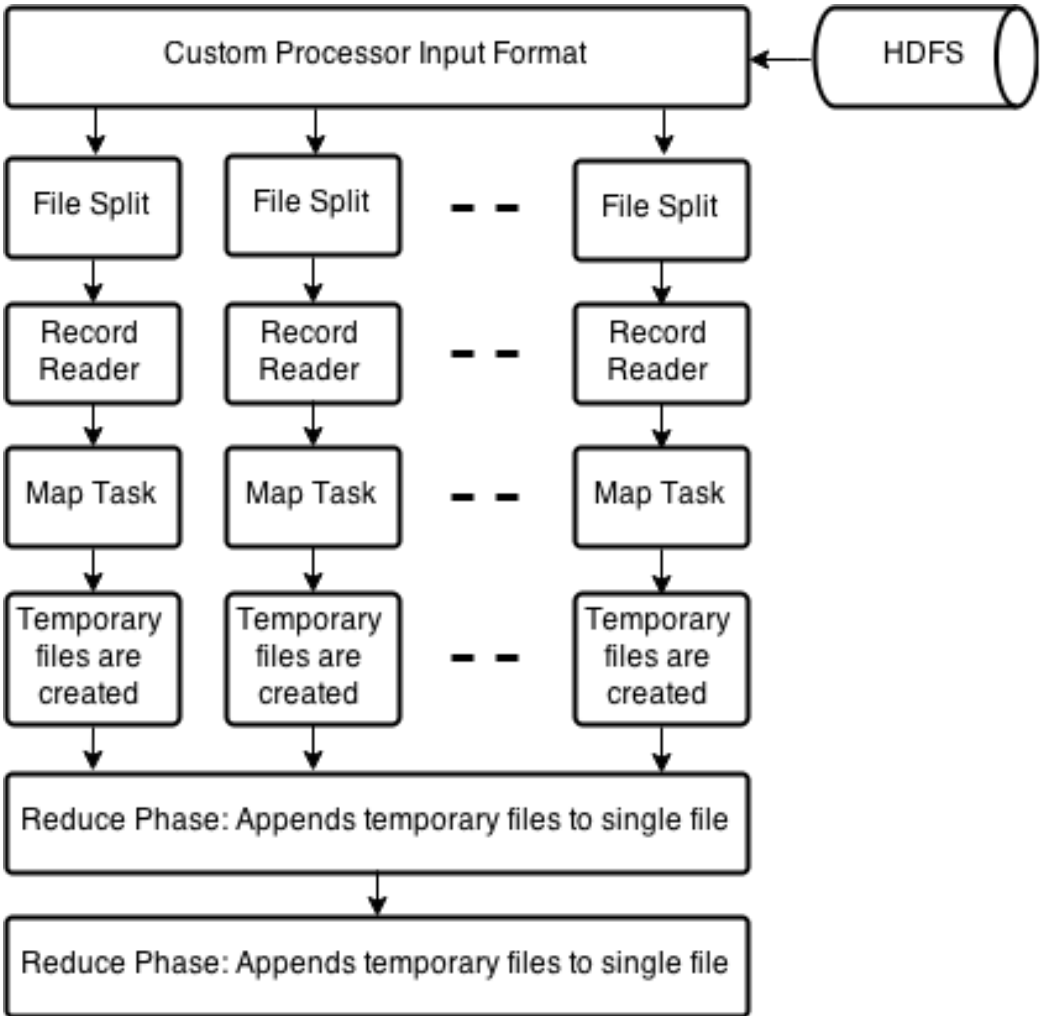 Custom Processor Input Format
HDFS
File Split
File Split
File Split
Record
Reader
Record
Reader
Record
Reader
Map Task
Map Task
Map Task
Temporary
files are
created
Temporary
files are
created
Temporary
files are
created
Reduce Phase: Appends temporary files to single file
Reduce Phase: Appends temporary files to single file